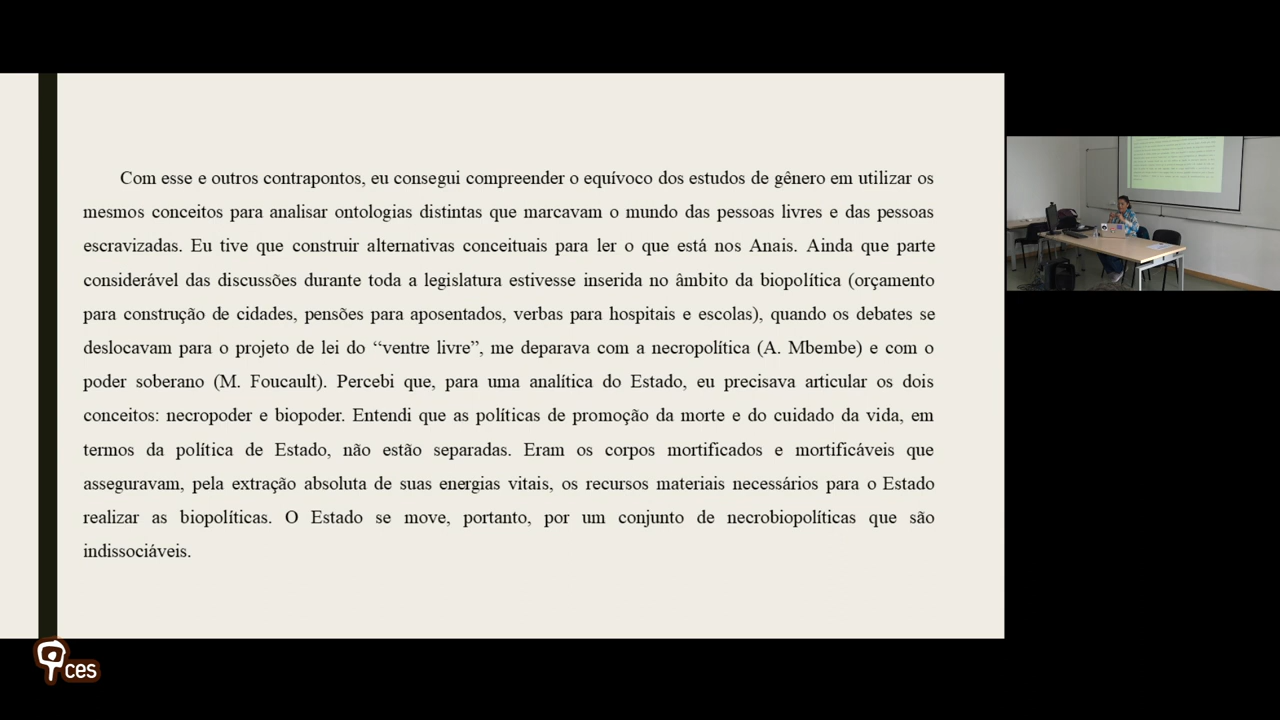 Com esse e outros contrapontos, eu consegui compreender o equívoco dos estudos de gênero em utilizar os
mesmos conceitos para analisar ontologias distintas que marcavam o mundo das pessoas livres e das pessoas
escravizadas. Eu tive que construir alternativas conceituais para ler o que está nos Anais. Ainda que parte
considerável das discussões durante toda a legislatura estivesse inserida no âmbito da biopolítica (orçamento
para construção de cidades, pensões para aposentados, verbas para hospitais e escolas), quando os debates se
deslocavam para o projeto de lei do “ventre livre”, me deparava com a necropolítica (A. Mbembe) e com o
poder soberano (M. Foucault). Percebi que, para uma analítica do Estado, eu precisava articular os dois
conceitos: necropoder e biopoder. Entendi que as políticas de promoção da morte e do cuidado da vida, em
termos da política de Estado, não estão separadas. Eram os corpos mortificados e mortificáveis que
asseguravam, pela extração absoluta de suas energias vitais, os recursos materiais necessários para o Estado
realizar as biopolíticas. O Estado se move, portanto, por um conjunto de necrobiopolíticas que são
indissociáveis.
ces